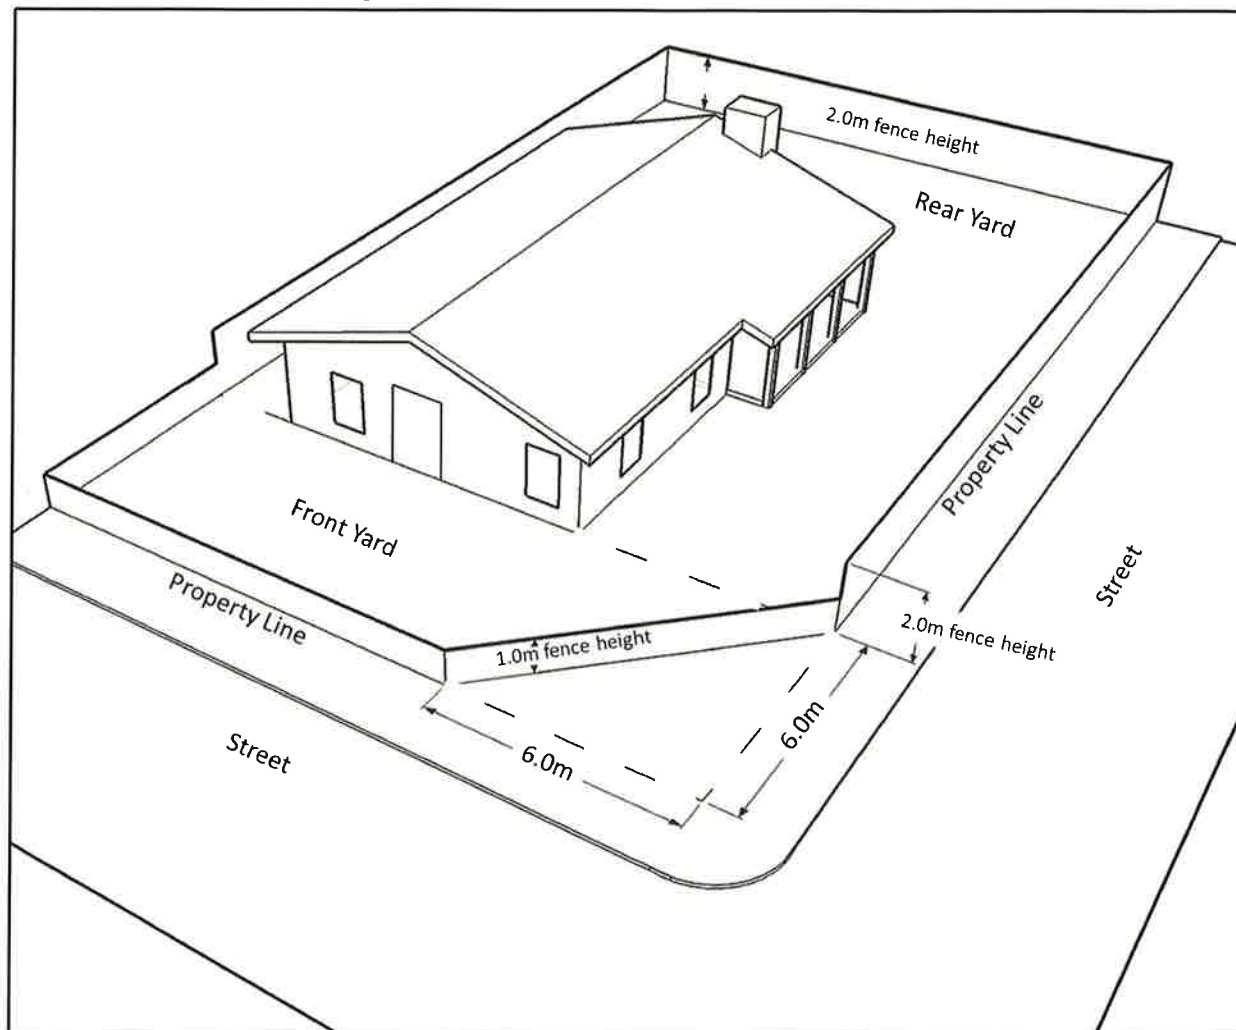 2.0m fence height
Rear Yard
Property Line
Front Yard
Street
Property Line
2.0m fence height
1.0m fence height
6.0m
6.0m
Street